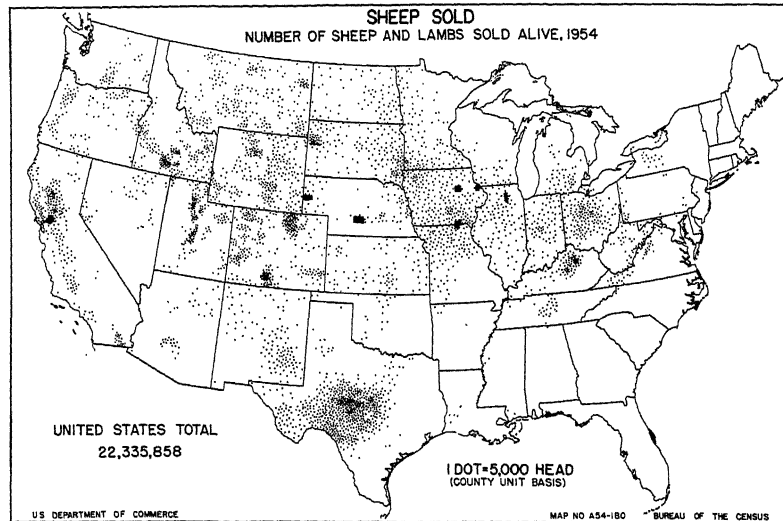 SHEEP SOLD
NUMBER OF SHEEP AND LAMBS SOLD ALIVE, 1954
UNITED STATES TOTAL
22,335,858
1 DOT=5,000 HEAD
(COUNTY UNIT BASIS)
US DEPARTMENT OF COMMERCE
MAP NO A54-180
BUREAU OF THE CENSUS